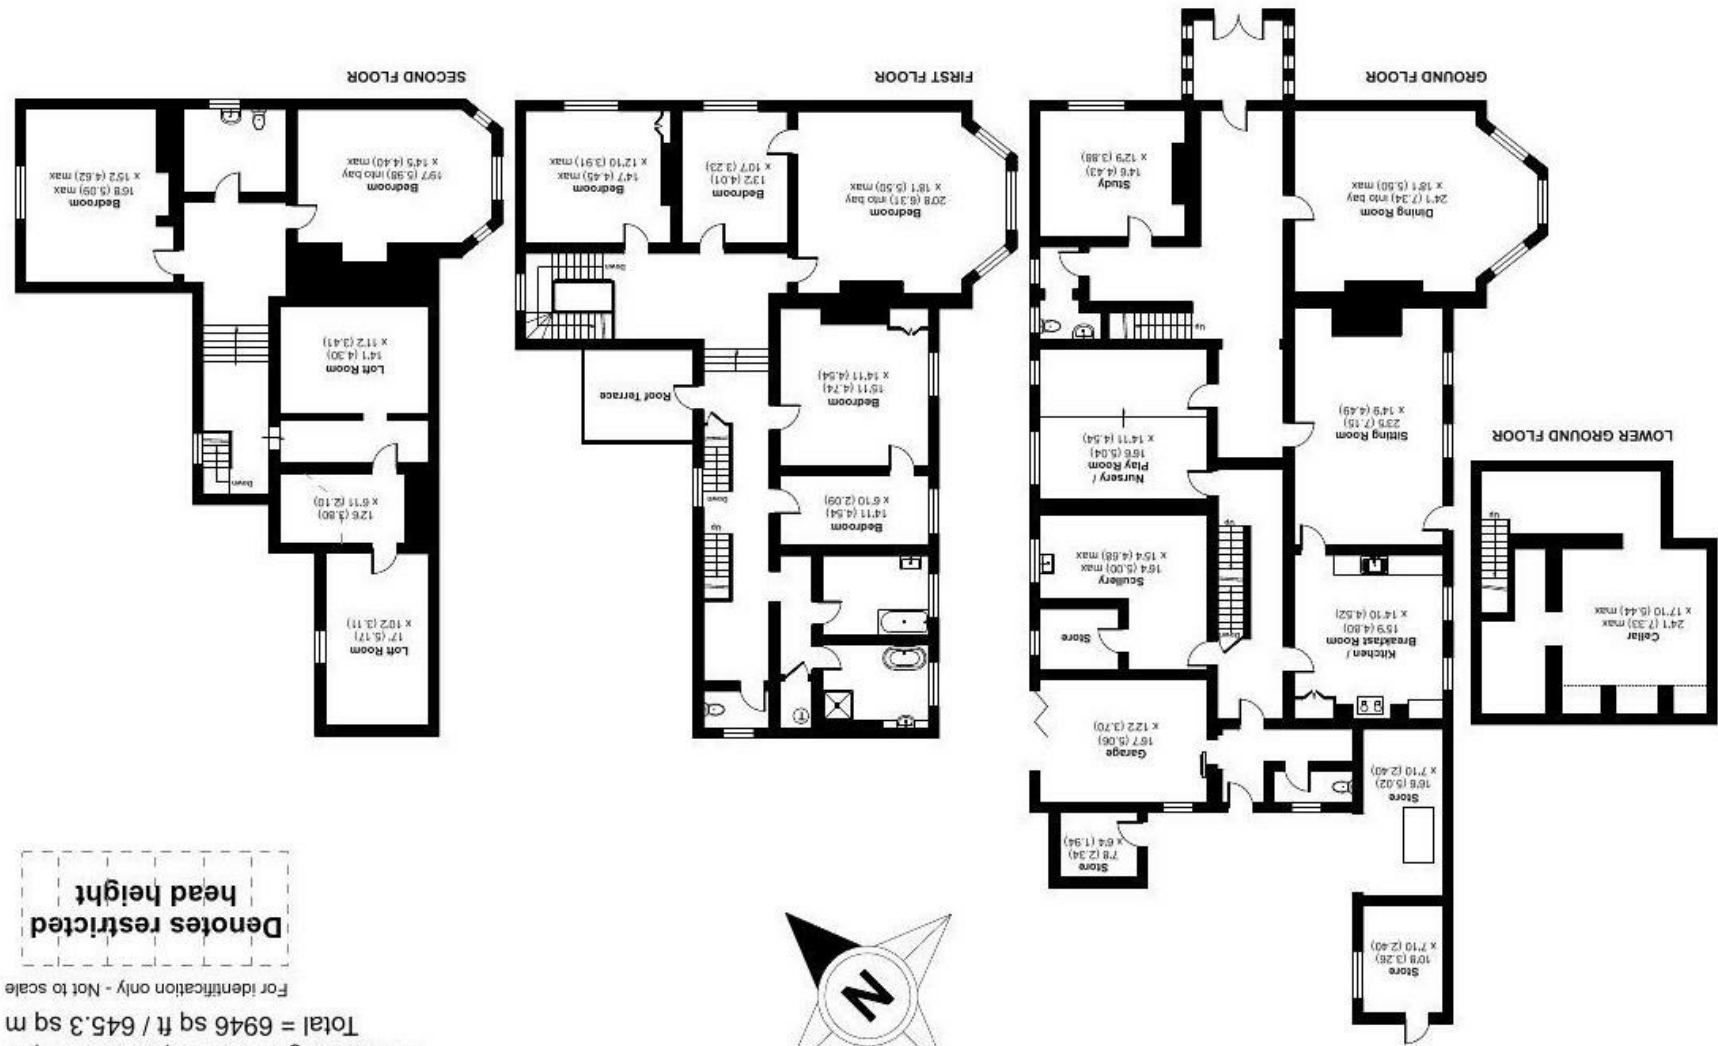 Total = 6946 sq ft / 645.3 sq m
For identification only - Not to scale
Denotes restricted
head height
N
Cellar
24'1 (7.33) max
x 17'10 (5.44) max
LOWER GROUND FLOOR
Store
10'8 (3.26)
x 7'10 (2.40)
Store
16'6 (5.02)
x 7'10 (2.40)
Store
7'8 (2.34)
x 6'4 (1.94)
Garage
16'7 (5.06)
x 12'2 (3.70)
Kitchen /
Breakfast Room
15'9 (4.80)
x 14'10 (4.52)
Down
Store
Scullery
16'4 (5.00) max
x 15'4 (4.68) max
Up
Nursery /
Play Room
16'6 (5.04)
x 14'11 (4.54)
Sitting Room
23'5 (7.15)
x 14'9 (4.49)
Up
Dining Room
24'1 (7.34) into bay
x 18'1 (5.50) max
Study
14'6 (4.43)
x 12'9 (3.88)
GROUND FLOOR
T
Up
Down
Bedroom
14'11 (4.54)
x 6'10 (2.09)
Bedroom
15'11 (4.74)
x 14'11 (4.54)
Roof Terrace
Down
Bedroom
20'8 (6.31) into bay
x 18'1 (5.50) max
Bedroom
13'2 (4.01)
x 10'7 (3.23)
Bedroom
14'7 (4.45) max
x 12'10 (3.91) max
FIRST FLOOR
Loft Room
17' (5.17)
x 10'2 (3.11)
12'6 (3.80)
x 6'11 (2.10)
Down
Loft Room
14'1 (4.30)
x 11'2 (3.41)
Bedroom
19'7 (5.98) into bay
x 14'5 (4.40) max
Bedroom
16'8 (5.09) max
x 15'2 (4.62) max
SECOND FLOOR